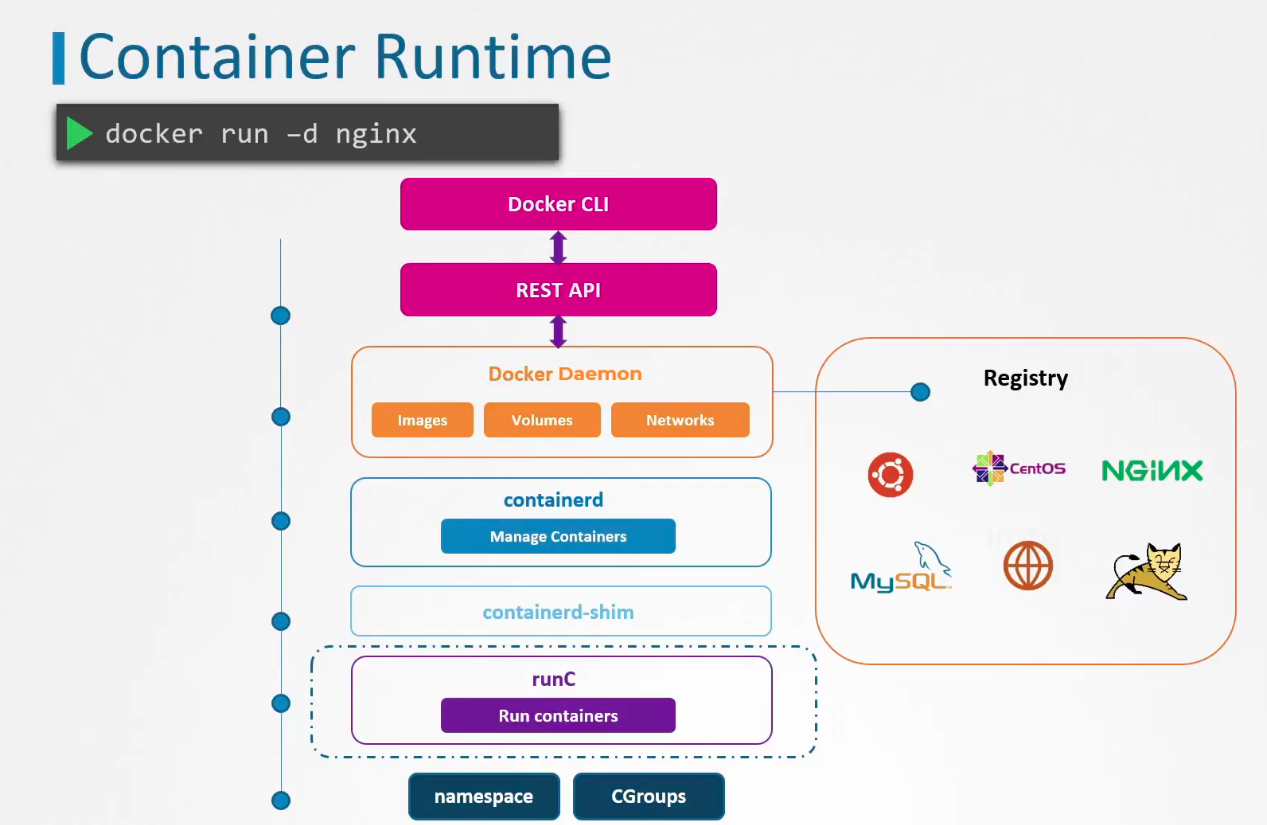 Container Runtime
docker run –d nginx
Docker CLI
REST API
Docker Daemon
Images
Volumes
Networks
Registry
CentOS
NGINX
containerd
Manage Containers
MySQL
containerd-shim
runC
Run containers
namespace
CGroups